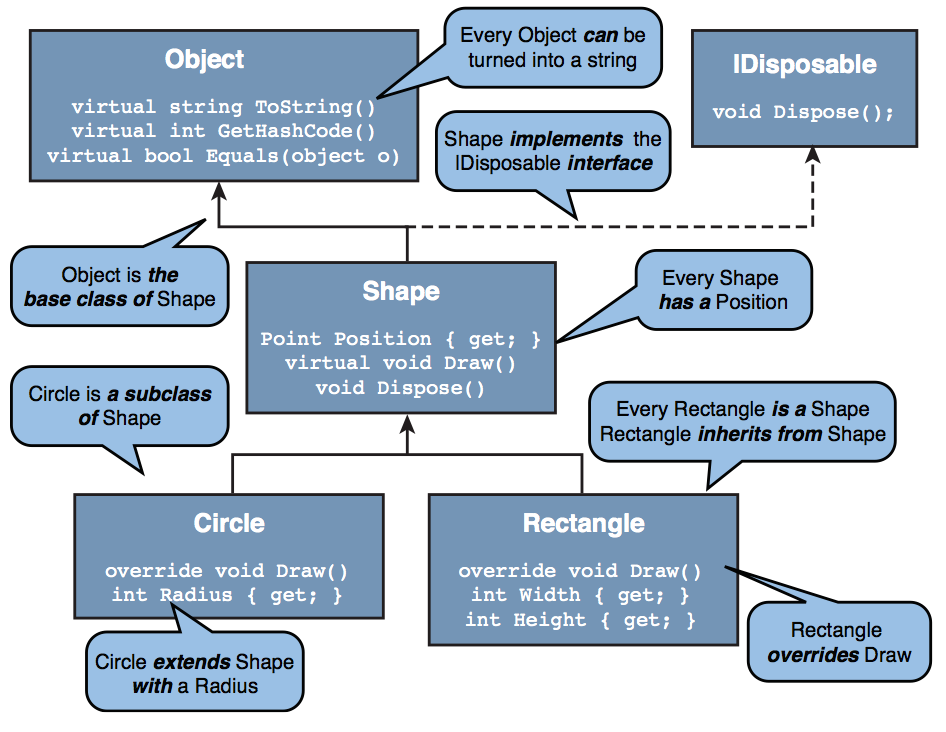 Object
virtual string ToString()
virtual int GetHashCode()
virtual bool Equals(object o)
Every Object can be
turned into a string
IDisposable
void Dispose();
Shape implements the
IDisposable interface
Object is the
base class of Shape
Shape
Point Position { get; }
virtual void Draw()
void Dispose()
Every Shape
has a Position
Circle is a subclass
of Shape
Every Rectangle is a Shape
Rectangle inherits from Shape
Circle
override void Draw()
int Radius { get; }
Rectangle
override void Draw()
int Width { get; }
int Height { get; }
Circle extends Shape
with a Radius
Rectangle
overrides Draw